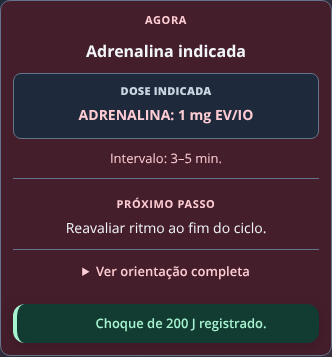 AGORA
Adrenalina indicada
DOSE INDICADA
ADRENALINA: 1 mg EV/IO
Intervalo: 3–5 min.
PRÓXIMO PASSO
Reavaliar ritmo ao fim do ciclo.
▶ Ver orientação completa
Choque de 200 J registrado.